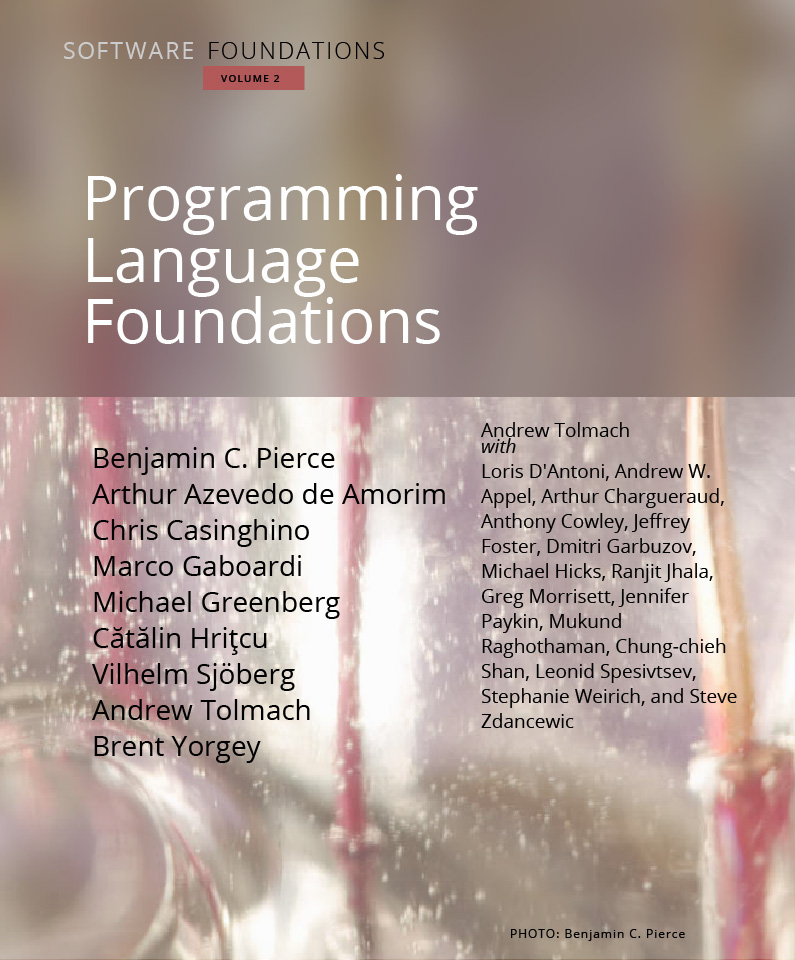 SOFTWARE FOUNDATIONS
VOLUME 2
Programming
Language
Foundations
Benjamin C. Pierce
Arthur Azevedo de Amorim
Chris Casinghino
Marco Gaboardi
Michael Greenberg
Cătălin Hriţcu
Vilhelm Sjöberg
Andrew Tolmach
Brent Yorgey
Andrew Tolmach
with
Loris D'Antoni, Andrew W.
Appel, Arthur Chargueraud,
Anthony Cowley, Jeffrey
Foster, Dmitri Garbuzov,
Michael Hicks, Ranjit Jhala,
Greg Morrisett, Jennifer
Paykin, Mukund
Raghothaman, Chung-chieh
Shan, Leonid Spesivtsev,
Stephanie Weirich, and Steve
Zdancewic
PHOTO: Benjamin C. Pierce